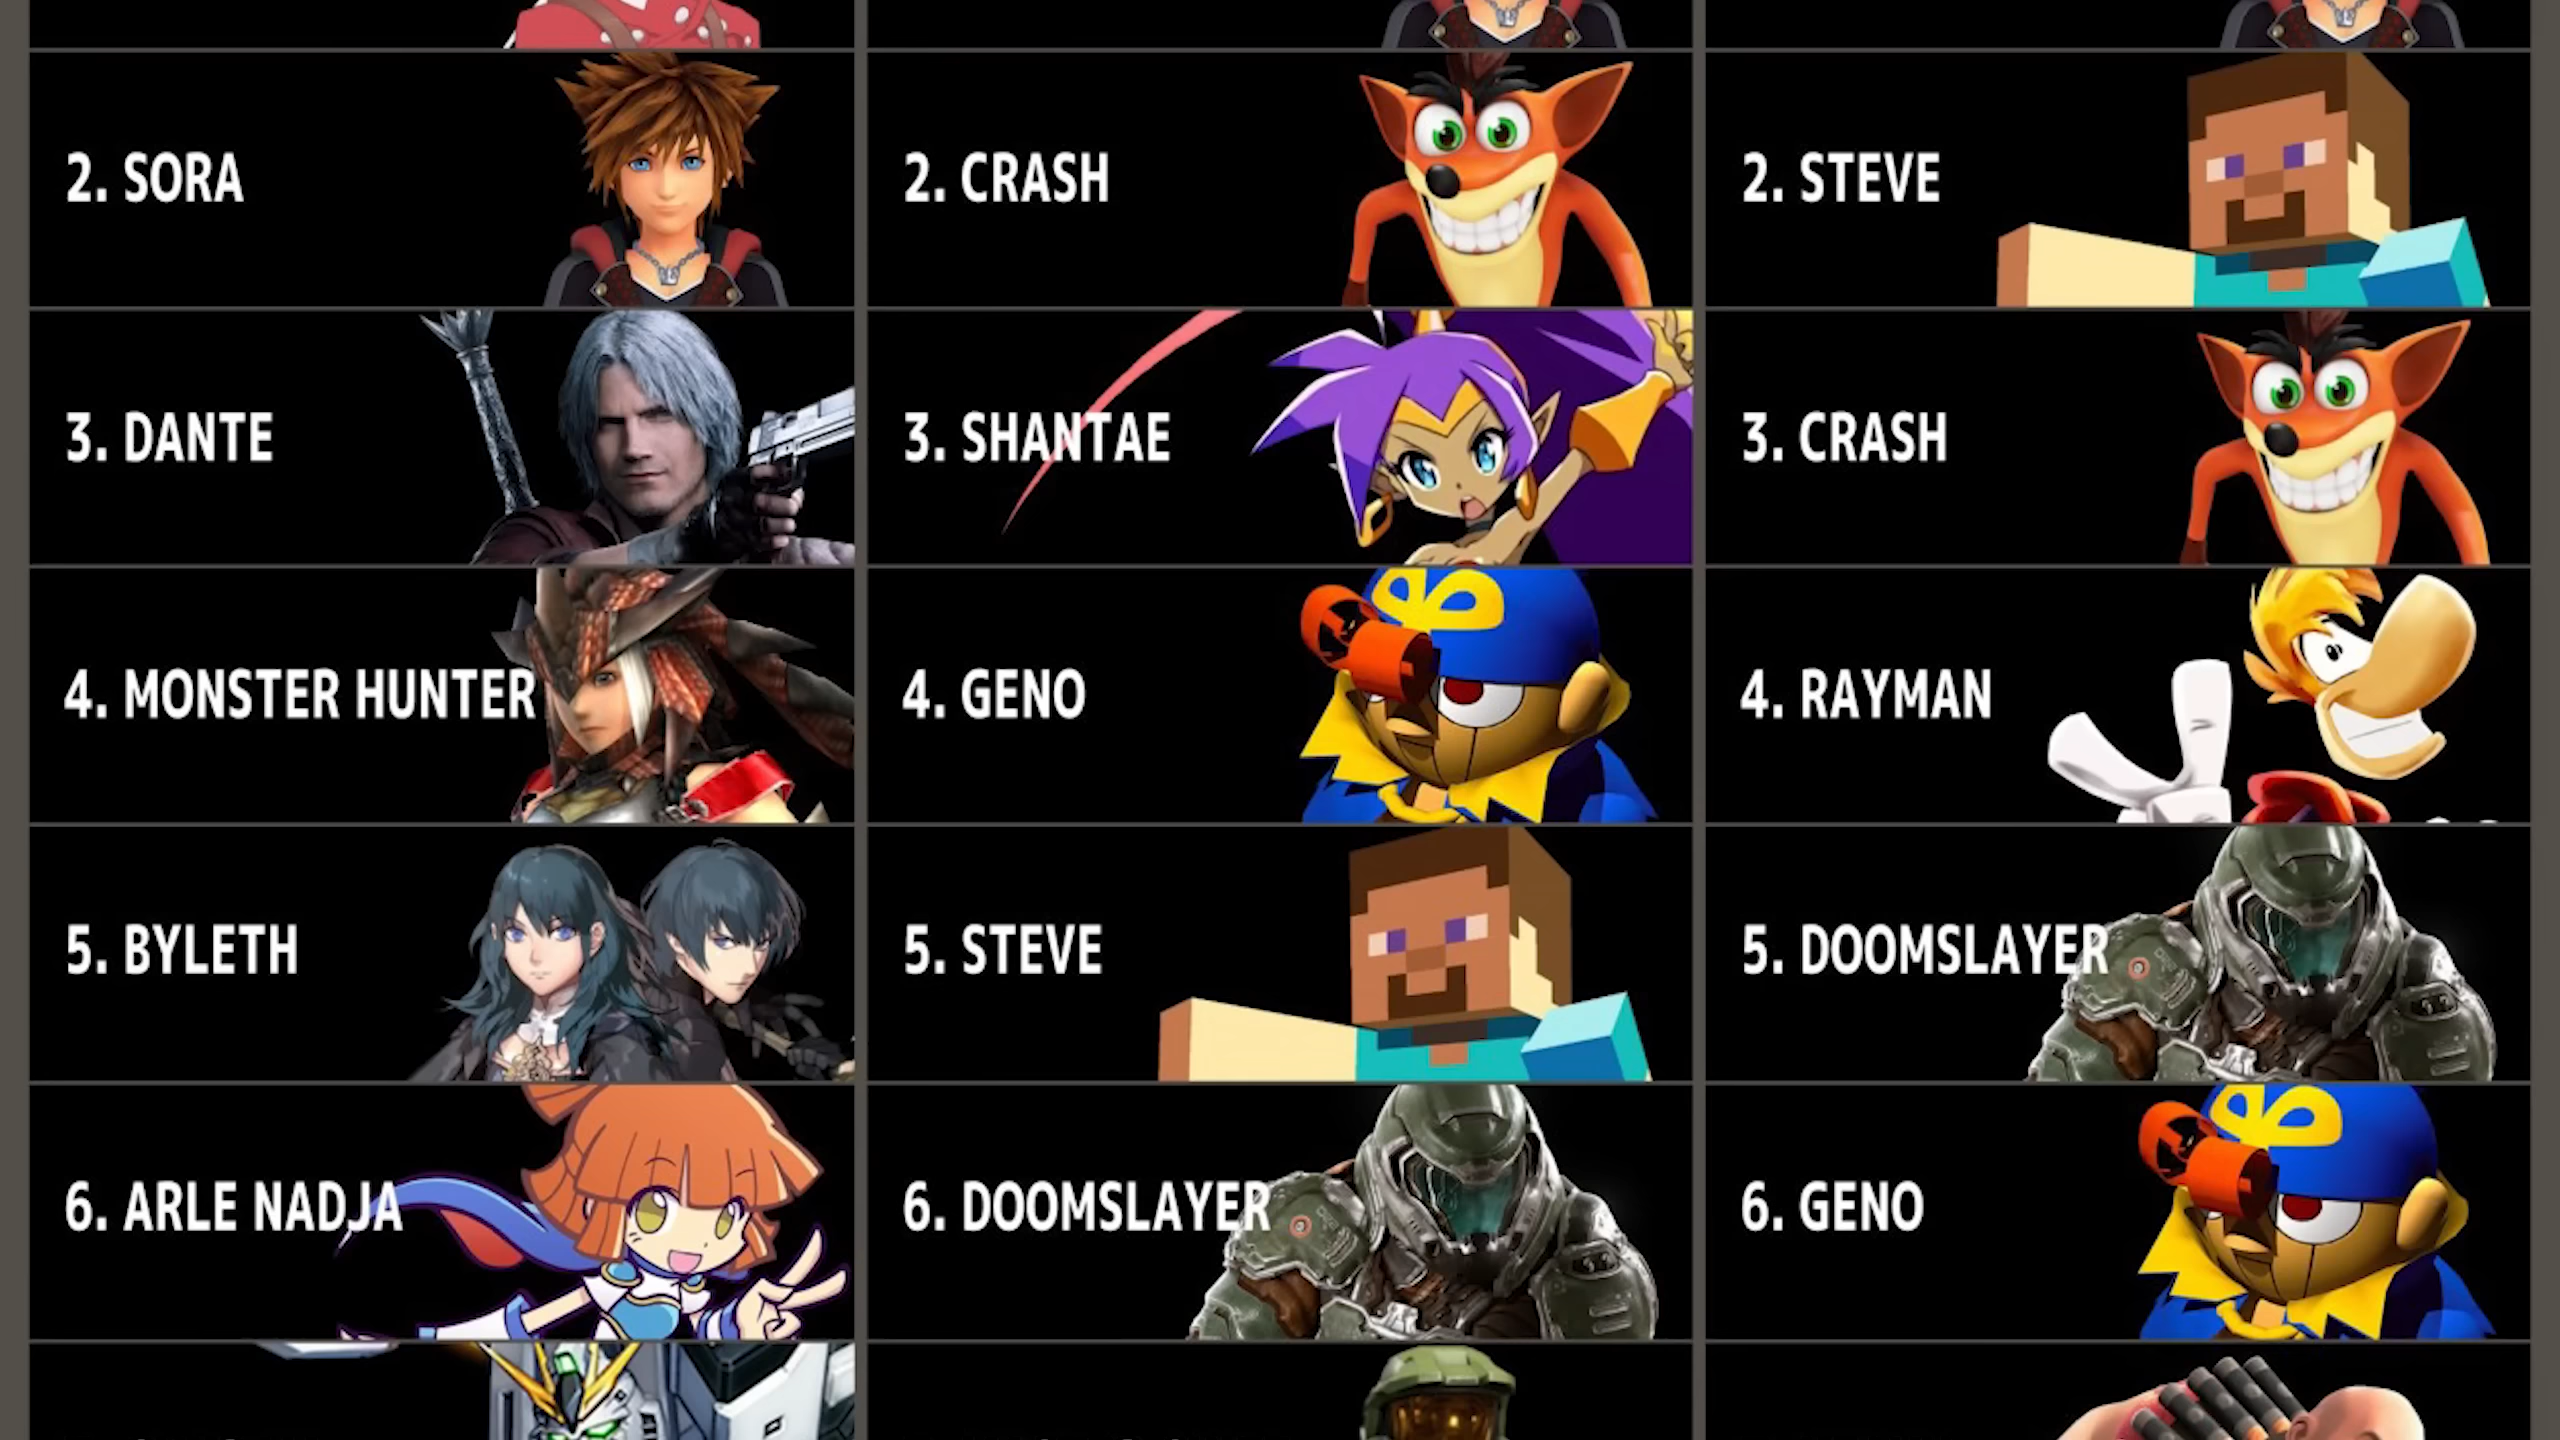 2. SORA
2. CRASH
2. STEVE
3. DANTE
3. SHANTAE
3. CRASH
4. MONSTER HUNTER
4. GENO
4. RAYMAN
5. BYLETH
5. STEVE
5. DOOMSLAYER
6. ARLE NADJA
6. DOOMSLAYER
6. GENO